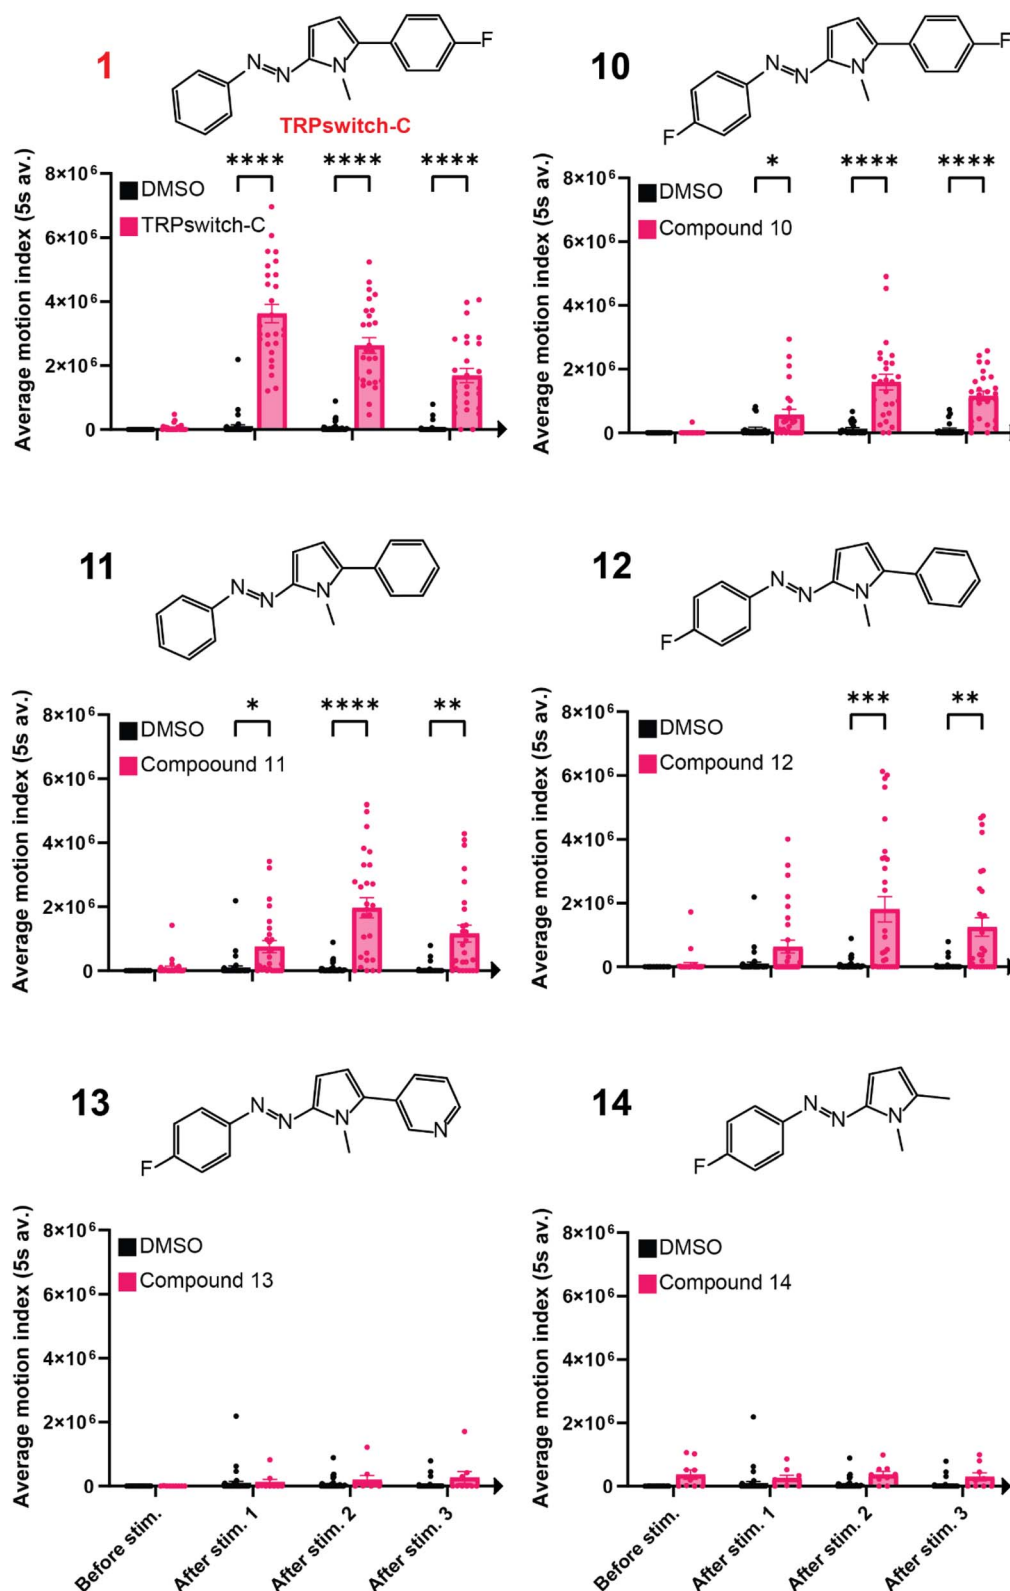 1
N
N
N
F
TRPswitch-C
Average motion index (5s av.)
8×10⁶
6×10⁶
4×10⁶
2×10⁶
0
DMSO
TRPswitch-C
****
****
****
10
F
N
N
N
F
Average motion index (5s av.)
8×10⁶
6×10⁶
4×10⁶
2×10⁶
0
DMSO
Compound 10
*
****
****
11
N
N
N
Average motion index (5s av.)
8×10⁶
6×10⁶
4×10⁶
2×10⁶
0
DMSO
Compoound 11
*
****
**
12
F
N
N
N
Average motion index (5s av.)
8×10⁶
6×10⁶
4×10⁶
2×10⁶
0
DMSO
Compound 12
***
**
13
F
N
N
N
N
Average motion index (5s av.)
8×10⁶
6×10⁶
4×10⁶
2×10⁶
0
DMSO
Compound 13
Before stim.
After stim. 1
After stim. 2
After stim. 3
14
F
N
N
N
Average motion index (5s av.)
8×10⁶
6×10⁶
4×10⁶
2×10⁶
0
DMSO
Compound 14
Before stim.
After stim. 1
After stim. 2
After stim. 3